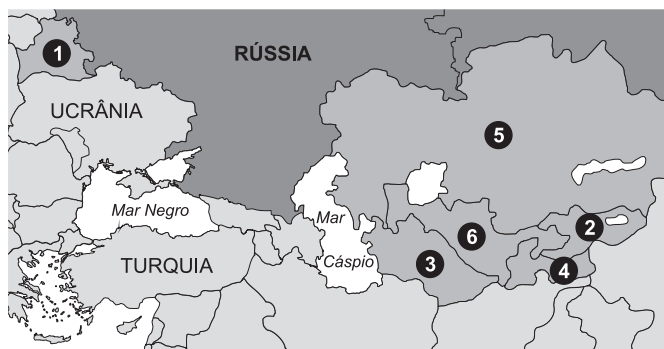 1
RÚSSIA
UCRÂNIA
5
Mar Negro
Mar
2
6
TURQUIA
Cáspio
3
4